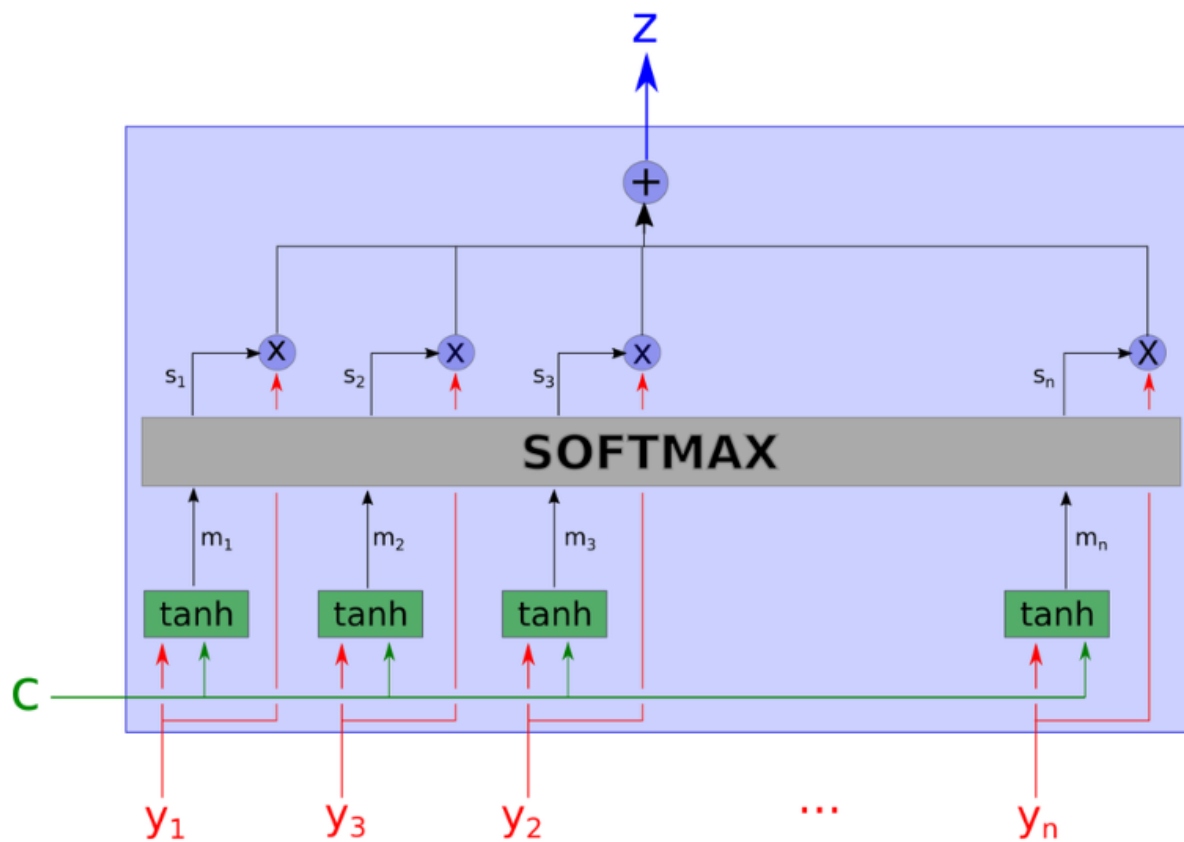 z
+
x x x x
s1 s2 s3 sn
SOFTMAX
m1 m2 m3 mn
tanh tanh tanh tanh
C
y1 y3 y2 ... yn